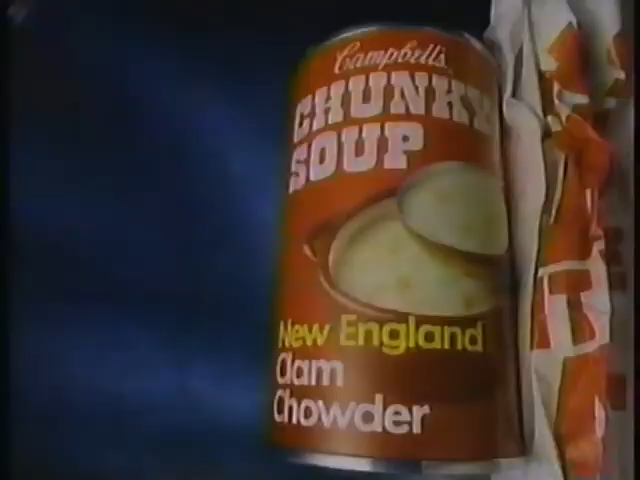 Campbell's
CHUNKY
SOUP
New England
Clam
Chowder